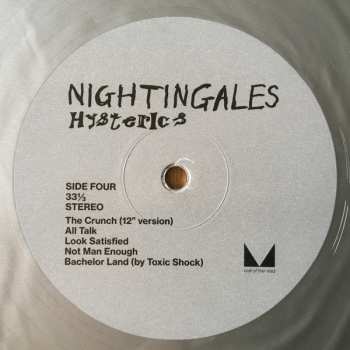 NIGHTINGALES
HysterIcs
SIDE FOUR
33⅓
STEREO
The Crunch (12" version)
All Talk
Look Satisfied
Not Man Enough
Bachelor Land (by Toxic Shock)